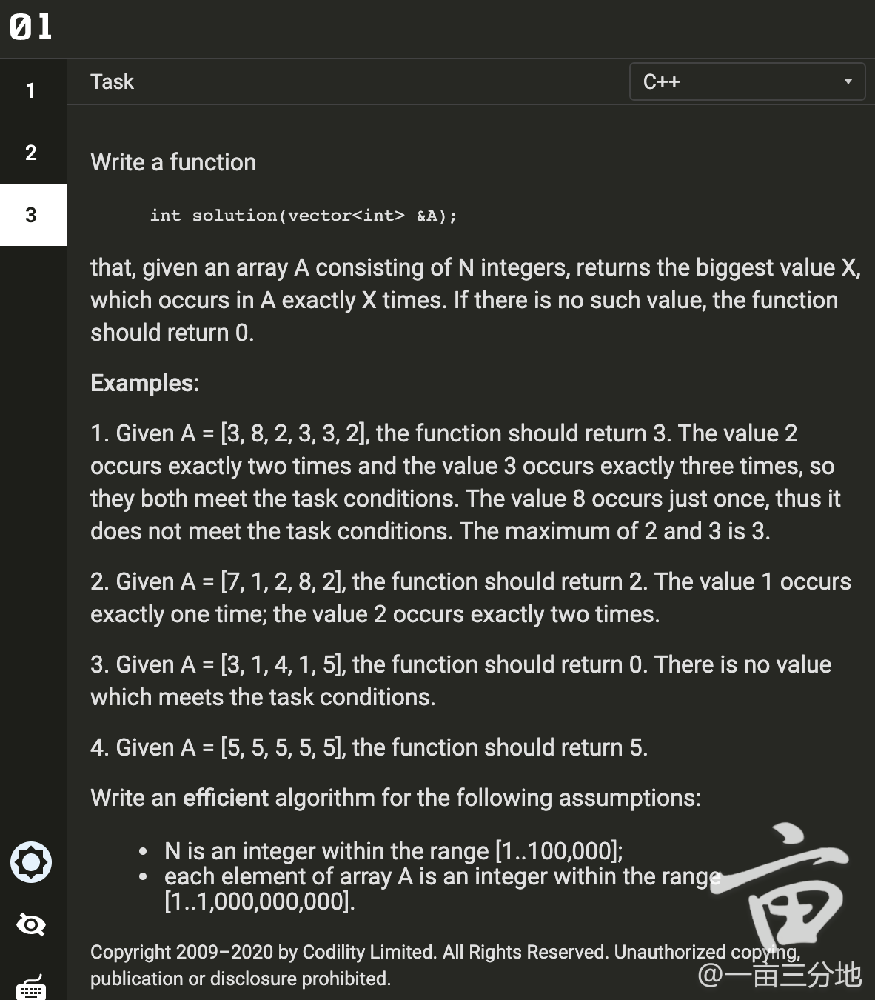 01
1
Task
C++
2
3
Write a function
int solution(vector<int> &A);
that, given an array A consisting of N integers, returns the biggest value X,
which occurs in A exactly X times. If there is no such value, the function
should return 0.
Examples:
1. Given A = [3, 8, 2, 3, 3, 2], the function should return 3. The value 2
occurs exactly two times and the value 3 occurs exactly three times, so
they both meet the task conditions. The value 8 occurs just once, thus it
does not meet the task conditions. The maximum of 2 and 3 is 3.
2. Given A = [7, 1, 2, 8, 2], the function should return 2. The value 1 occurs
exactly one time; the value 2 occurs exactly two times.
3. Given A = [3, 1, 4, 1, 5], the function should return 0. There is no value
which meets the task conditions.
4. Given A = [5, 5, 5, 5, 5], the function should return 5.
Write an efficient algorithm for the following assumptions:
• N is an integer within the range [1..100,000];
• each element of array A is an integer within the range
[1..1,000,000,000].
Copyright 2009–2020 by Codility Limited. All Rights Reserved. Unauthorized copying,
publication or disclosure prohibited.
亩
@一亩三分地